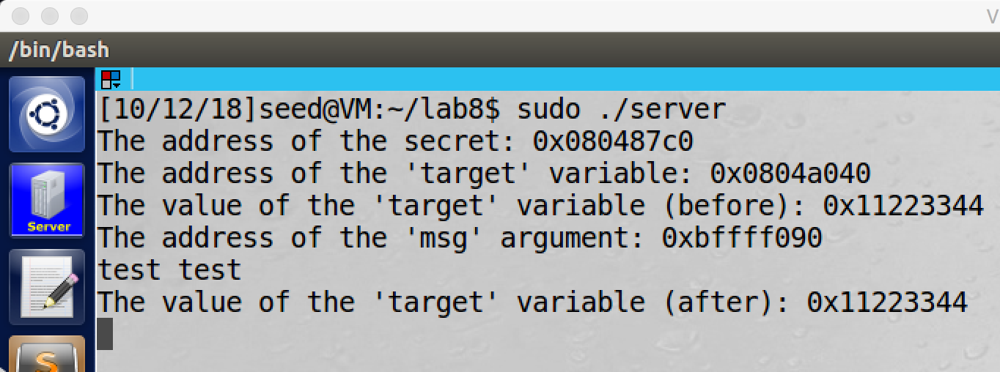 V
/bin/bash
[10/12/18]seed@VM:~/lab8$ sudo ./server
The address of the secret: 0x080487c0
The address of the 'target' variable: 0x0804a040
The value of the 'target' variable (before): 0x11223344
The address of the 'msg' argument: 0xbffff090
test test
The value of the 'target' variable (after): 0x11223344
Server
S